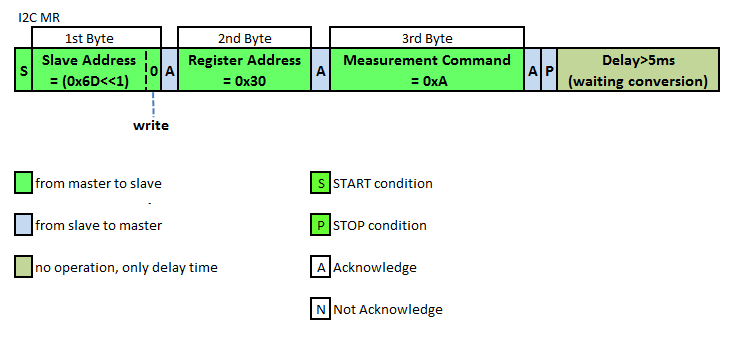 I2C MR
1st Byte 2nd Byte 3rd Byte
S Slave Address 0 A Register Address A Measurement Command A P Delay>5ms
= (0x6D<<1) = 0x30 = 0xA (waiting conversion)
write
from master to slave S START condition
from slave to master P STOP condition
no operation, only delay time A Acknowledge
N Not Acknowledge